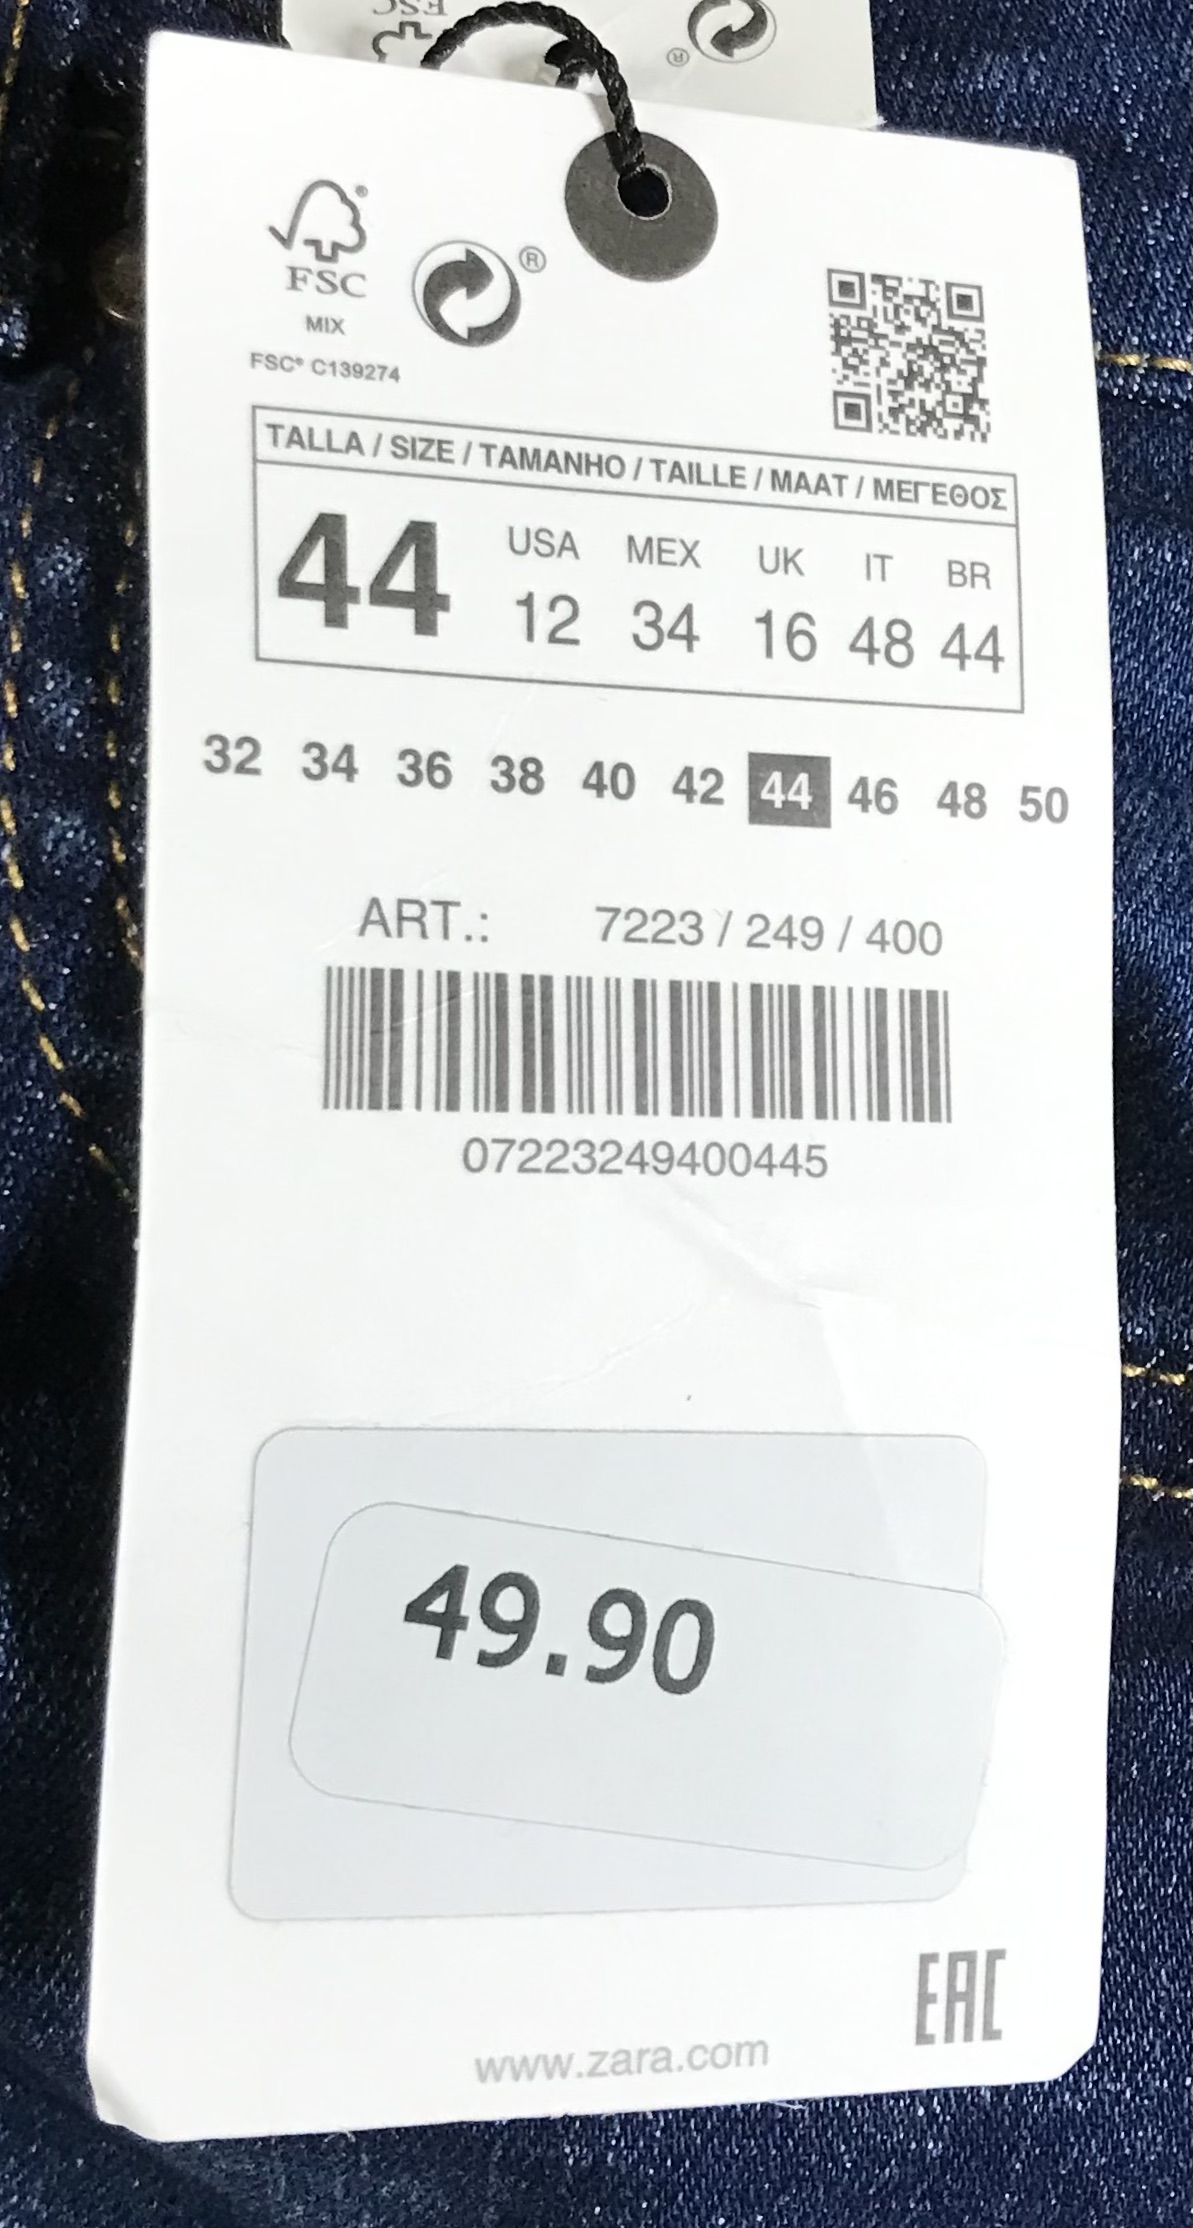 FSC
®
®
FSC
MIX
FSC® C139274
®
TALLA / SIZE / TAMANHO / TAILLE / MAAT / ΜΕΓΕΘΟΣ
44 USA MEX UK IT BR
12 34 16 48 44
32 34 36 38 40 42 44 46 48 50
ART.: 7223 / 249 / 400
07223249400445
49.90
EAC
www.zara.com